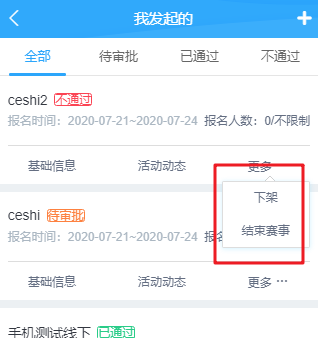 我发起的
全部 待审批 已通过 不通过
ceshi2 不通过
报名时间：2020-07-21~2020-07-24 报名人数：0/不限制
基础信息 活动动态 更多
下架
ceshi 待审批
结束赛事
报名时间：2020-07-21~2020-07-24 报名
基础信息 活动动态 更多 ···
手机测试线下 已通过